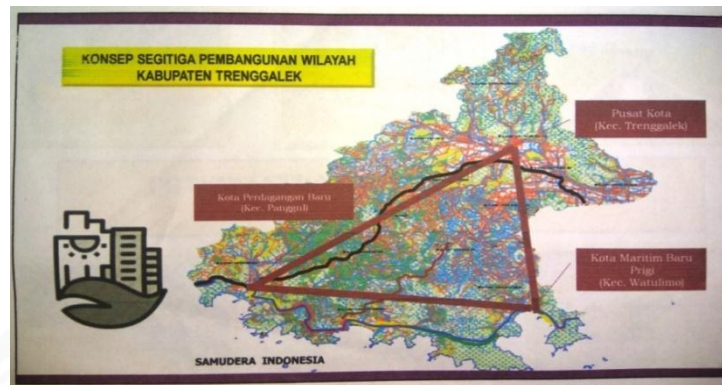 KONSEP SEGITIGA PEMBANGUNAN WILAYAH
KABUPATEN TRENGGALEK
Pusat Kota
(Kec. Trenggalek)
Kota Perdagangan Baru
(Kec. Panggul)
Kota Maritim Baru
Prigi
(Kec. Watulimo)
SAMUDERA INDONESIA